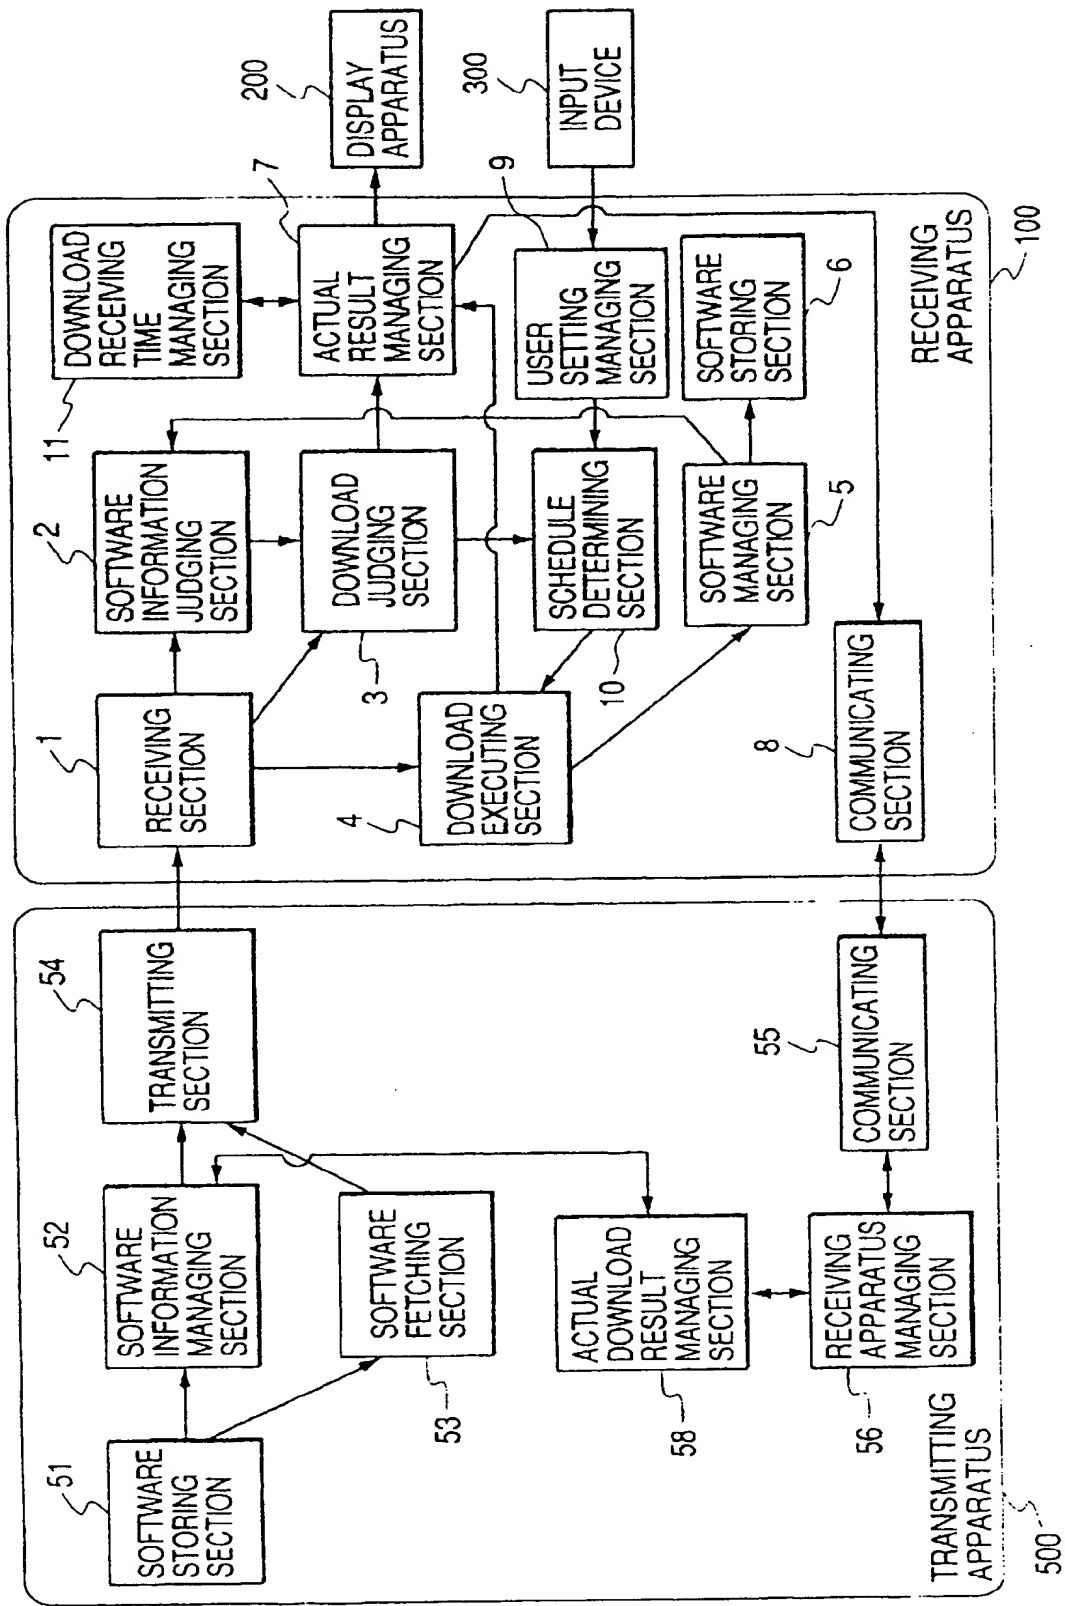 51
SOFTWARE
STORING
SECTION
52
SOFTWARE
INFORMATION
MANAGING
SECTION
54
TRANSMITTING
SECTION
SOFTWARE
FETCHING
SECTION
53
ACTUAL
DOWNLOAD
RESULT
MANAGING
SECTION
58
RECEIVING
APPARATUS
MANAGING
SECTION
56
55
COMMUNICATING
SECTION
TRANSMITTING
APPARATUS
500
1
RECEIVING
SECTION
2
SOFTWARE
INFORMATION
JUDGING
SECTION
11
DOWNLOAD
RECEIVING
TIME
MANAGING
SECTION
DOWNLOAD
JUDGING
SECTION
3
7
ACTUAL
RESULT
MANAGING
SECTION
200
DISPLAY
APPARATUS
4
DOWNLOAD
EXECUTING
SECTION
SCHEDULE
DETERMINING
SECTION
10
9
USER
SETTING
MANAGING
SECTION
300
INPUT
DEVICE
SOFTWARE
MANAGING
SECTION
5
SOFTWARE
STORING
SECTION
6
8
COMMUNICATING
SECTION
RECEIVING
APPARATUS
100